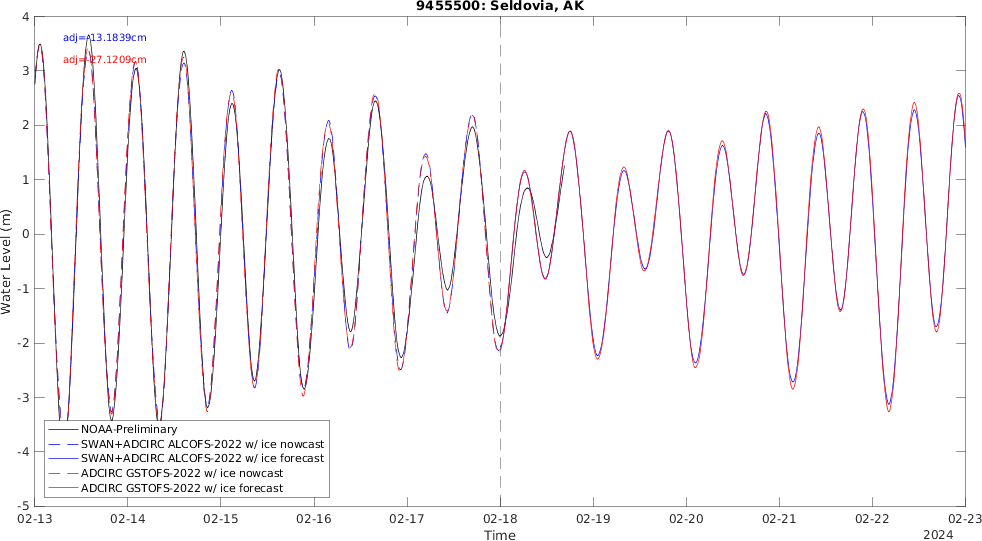 9455500: Seldovia, AK
adj=-13.1839cm
adj=-27.1209cm
Water Level (m)
4
3
2
1
0
-1
-2
-3
-4
-5
NOAA-Preliminary
SWAN+ADCIRC ALCOFS-2022 w/ ice nowcast
SWAN+ADCIRC ALCOFS-2022 w/ ice forecast
ADCIRC GSTOFS-2022 w/ ice nowcast
ADCIRC GSTOFS-2022 w/ ice forecast
02-13 02-14 02-15 02-16 02-17 02-18 02-19 02-20 02-21 02-22 02-23
Time
2024